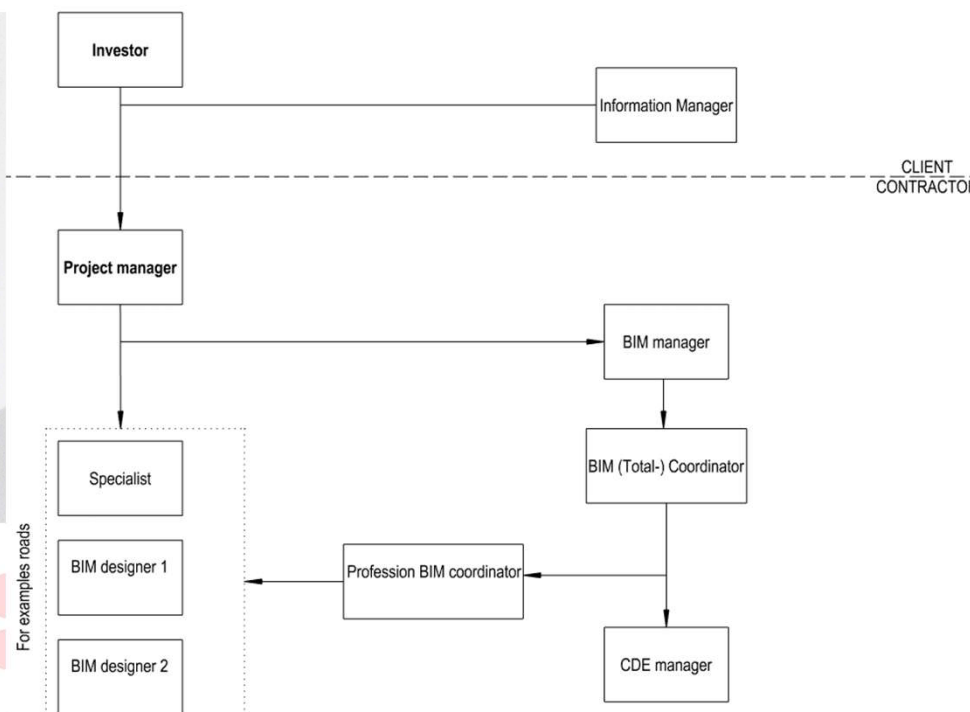 Investor
Information Manager
CLIENT
CONTRACTOR
Project manager
BIM manager
Specialist
BIM (Total-) Coordinator
For examples roads
BIM designer 1
Profession BIM coordinator
BIM designer 2
CDE manager